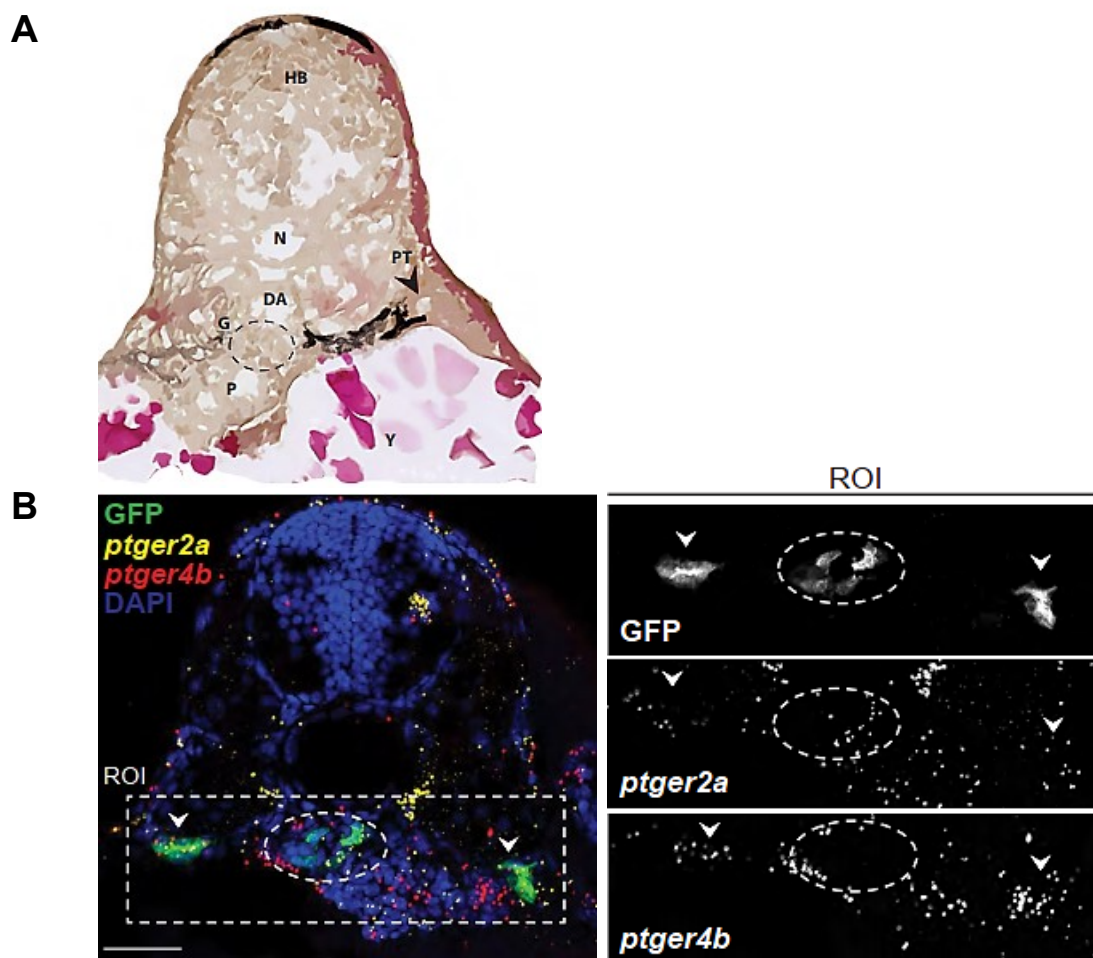 A
HB
N
PT
DA
G
P
Y
B
GFP
ptger2a
ptger4b
DAPI
ROI
ROI
GFP
ptger2a
ptger4b